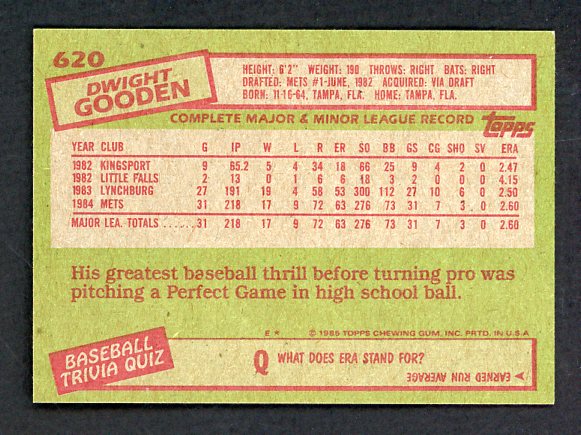 620
DWIGHT
GOODEN
HEIGHT: 6'2" WEIGHT: 190 THROWS: RIGHT BATS: RIGHT
DRAFTED: METS #1-JUNE, 1982 ACQUIRED: VIA DRAFT
BORN: 11-16-64, TAMPA, FLA. HOME: TAMPA, FLA.
COMPLETE MAJOR & MINOR LEAGUE RECORD topps
YEAR CLUB G IP W L R ER SO BB GS CG SHO SV ERA
1982 KINGSPORT 9 65.2 5 4 34 18 66 25 9 4 2 0 2.47
1982 LITTLE FALLS 2 13 0 1 6 6 18 3 2 0 0 0 4.15
1983 LYNCHBURG 27 191 19 4 58 53 300 112 27 10 6 0 2.50
1984 METS 31 218 17 9 72 63 276 73 31 7 3 0 2.60
MAJOR LEA. TOTALS ...... 31 218 17 9 72 63 276 73 31 7 3 0 2.60
His greatest baseball thrill before turning pro was
pitching a Perfect Game in high school ball.
E * © 1985 TOPPS CHEWING GUM, INC. PRTD. IN U.S.A
BASEBALL
TRIVIA QUIZ
Q WHAT DOES ERA STAND FOR?
EARNED RUN AVERAGE